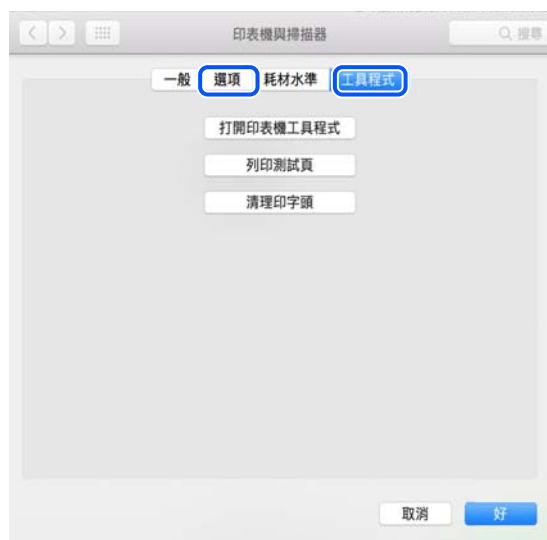 印表機與掃描器
搜尋
一般 選項 耗材水準 工具程式
打開印表機工具程式
列印測試頁
清理印字頭
取消 好